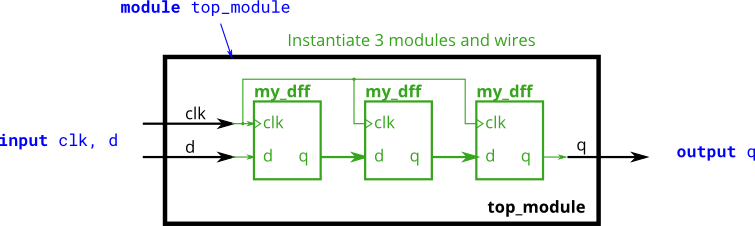 module top_module
Instantiate 3 modules and wires
my_dff my_dff my_dff
clk clk clk clk
input clk, d
d d q d q d q q
output q
top_module